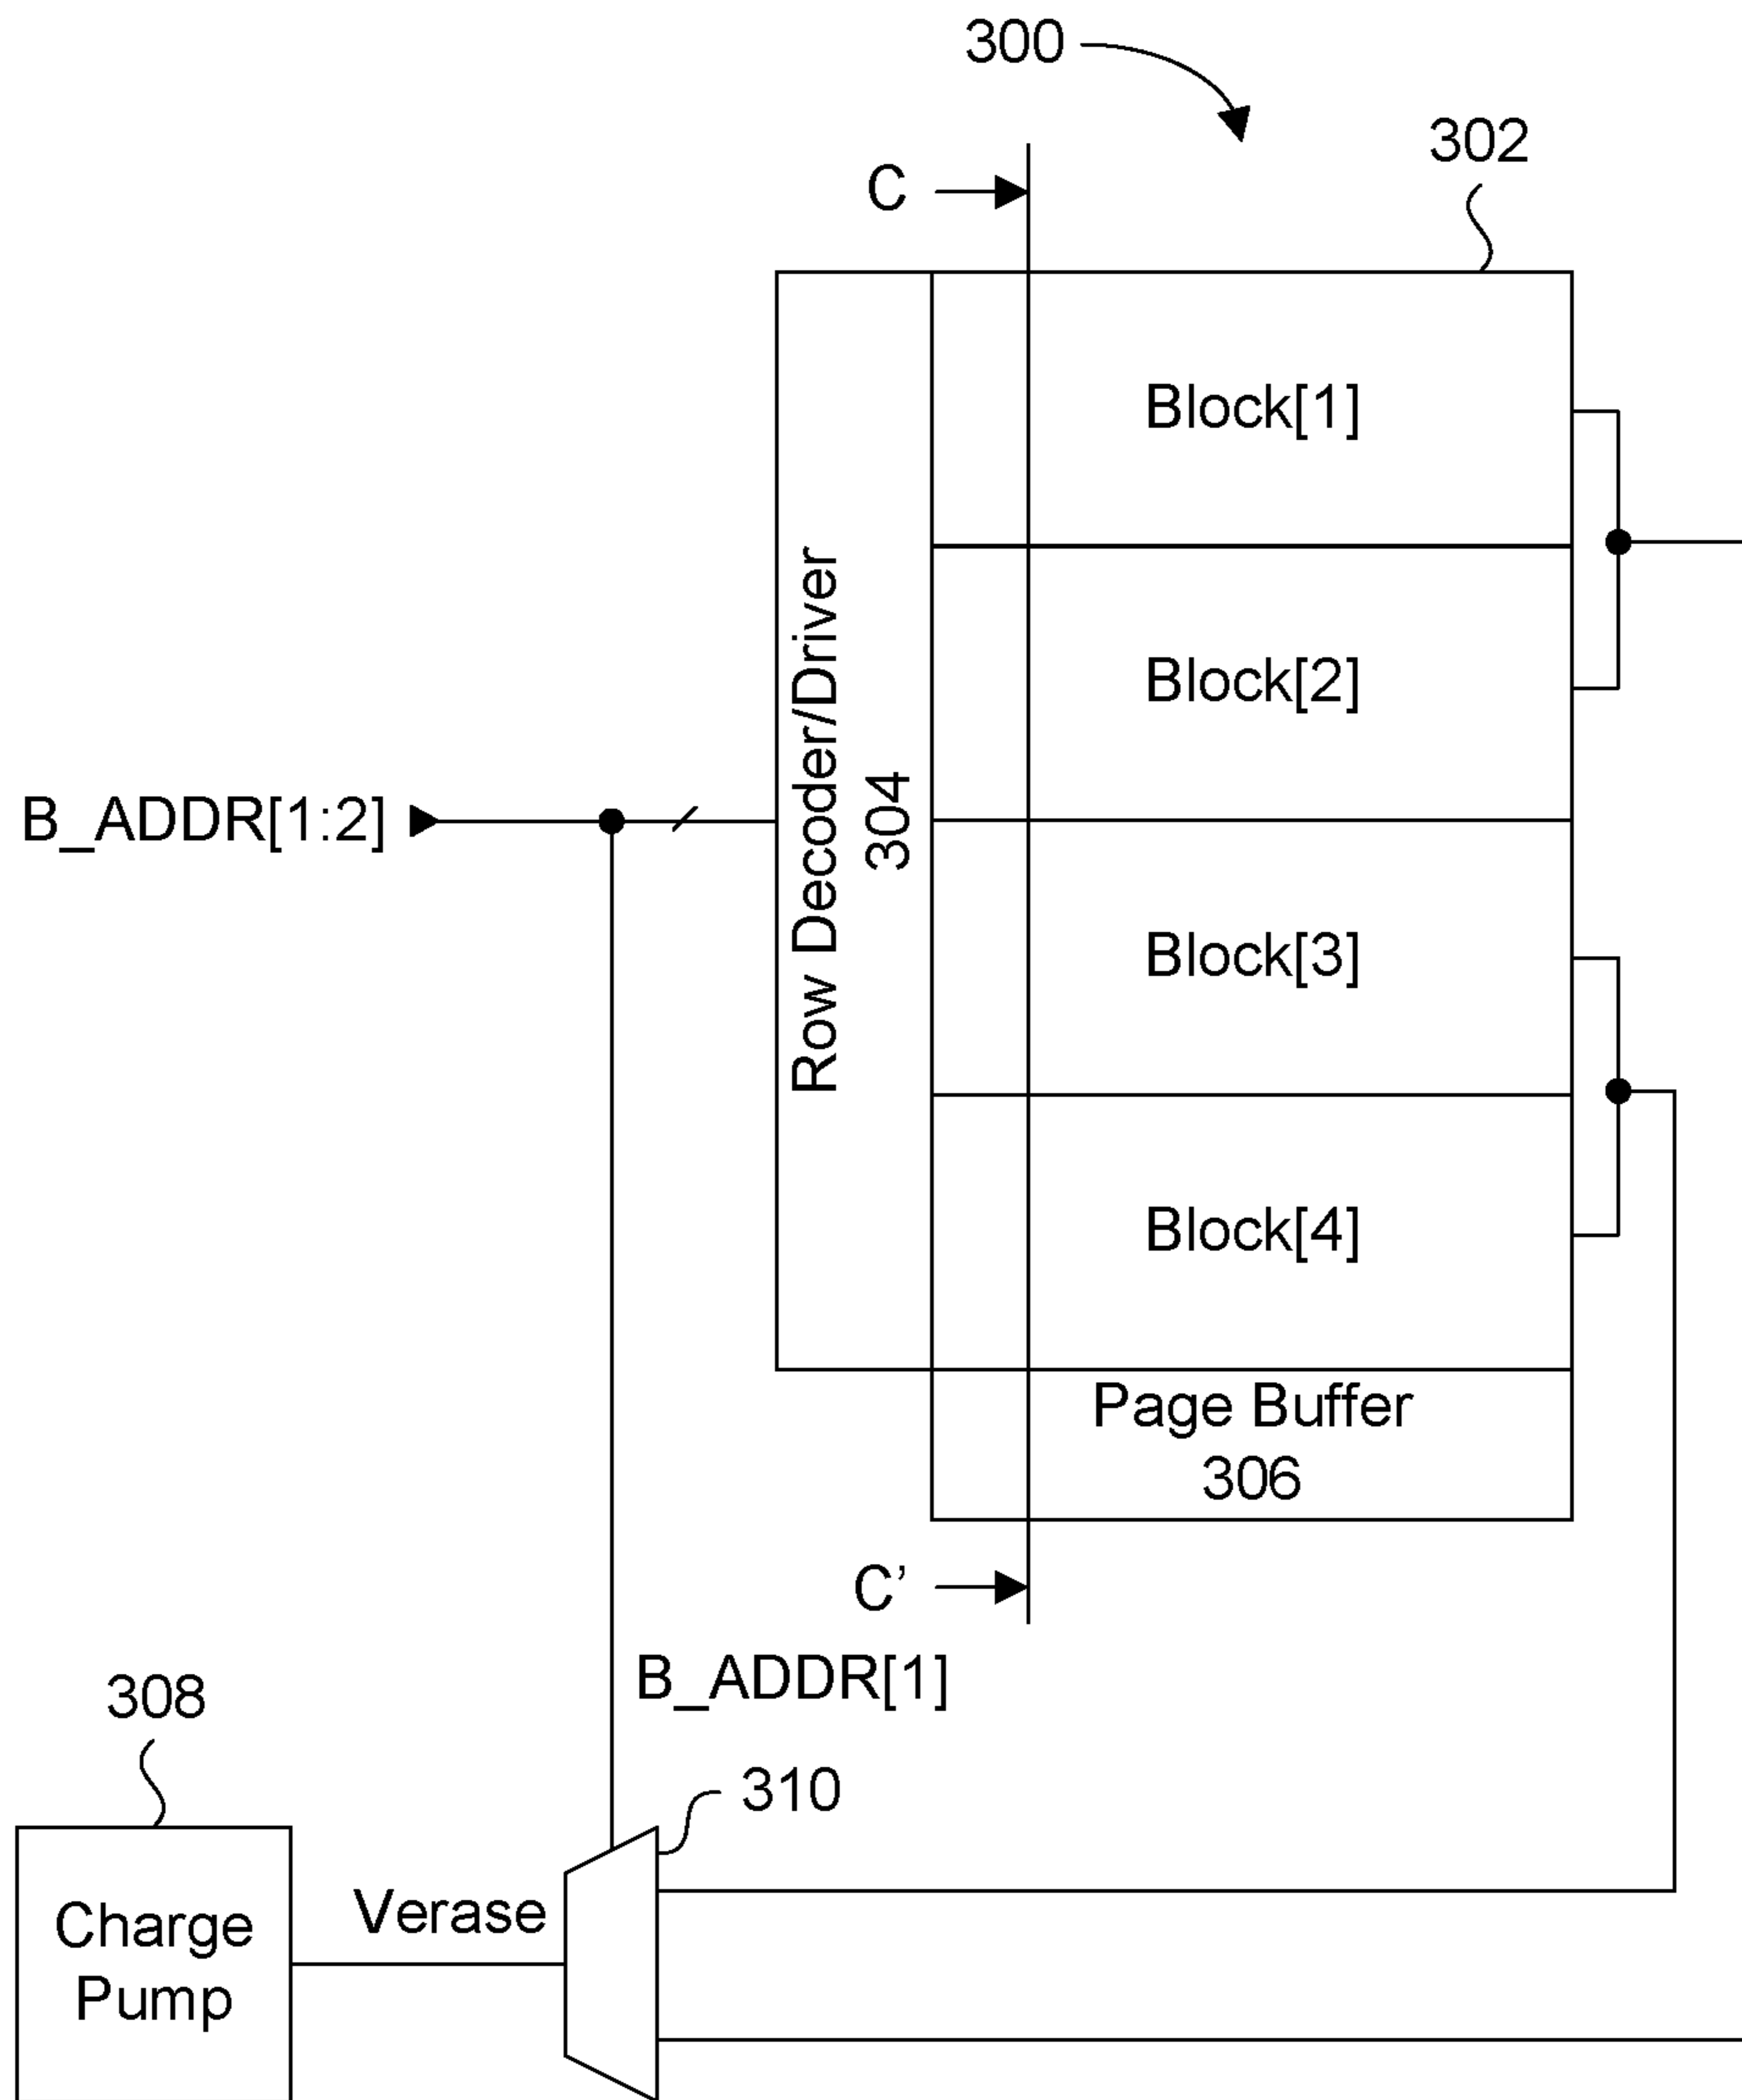 300
302
C
Block[1]
Block[2]
Row Decoder/Driver
304
B_ADDR[1:2]
Block[3]
Block[4]
Page Buffer
306
C’
B_ADDR[1]
308
310
Verase
Charge
Pump